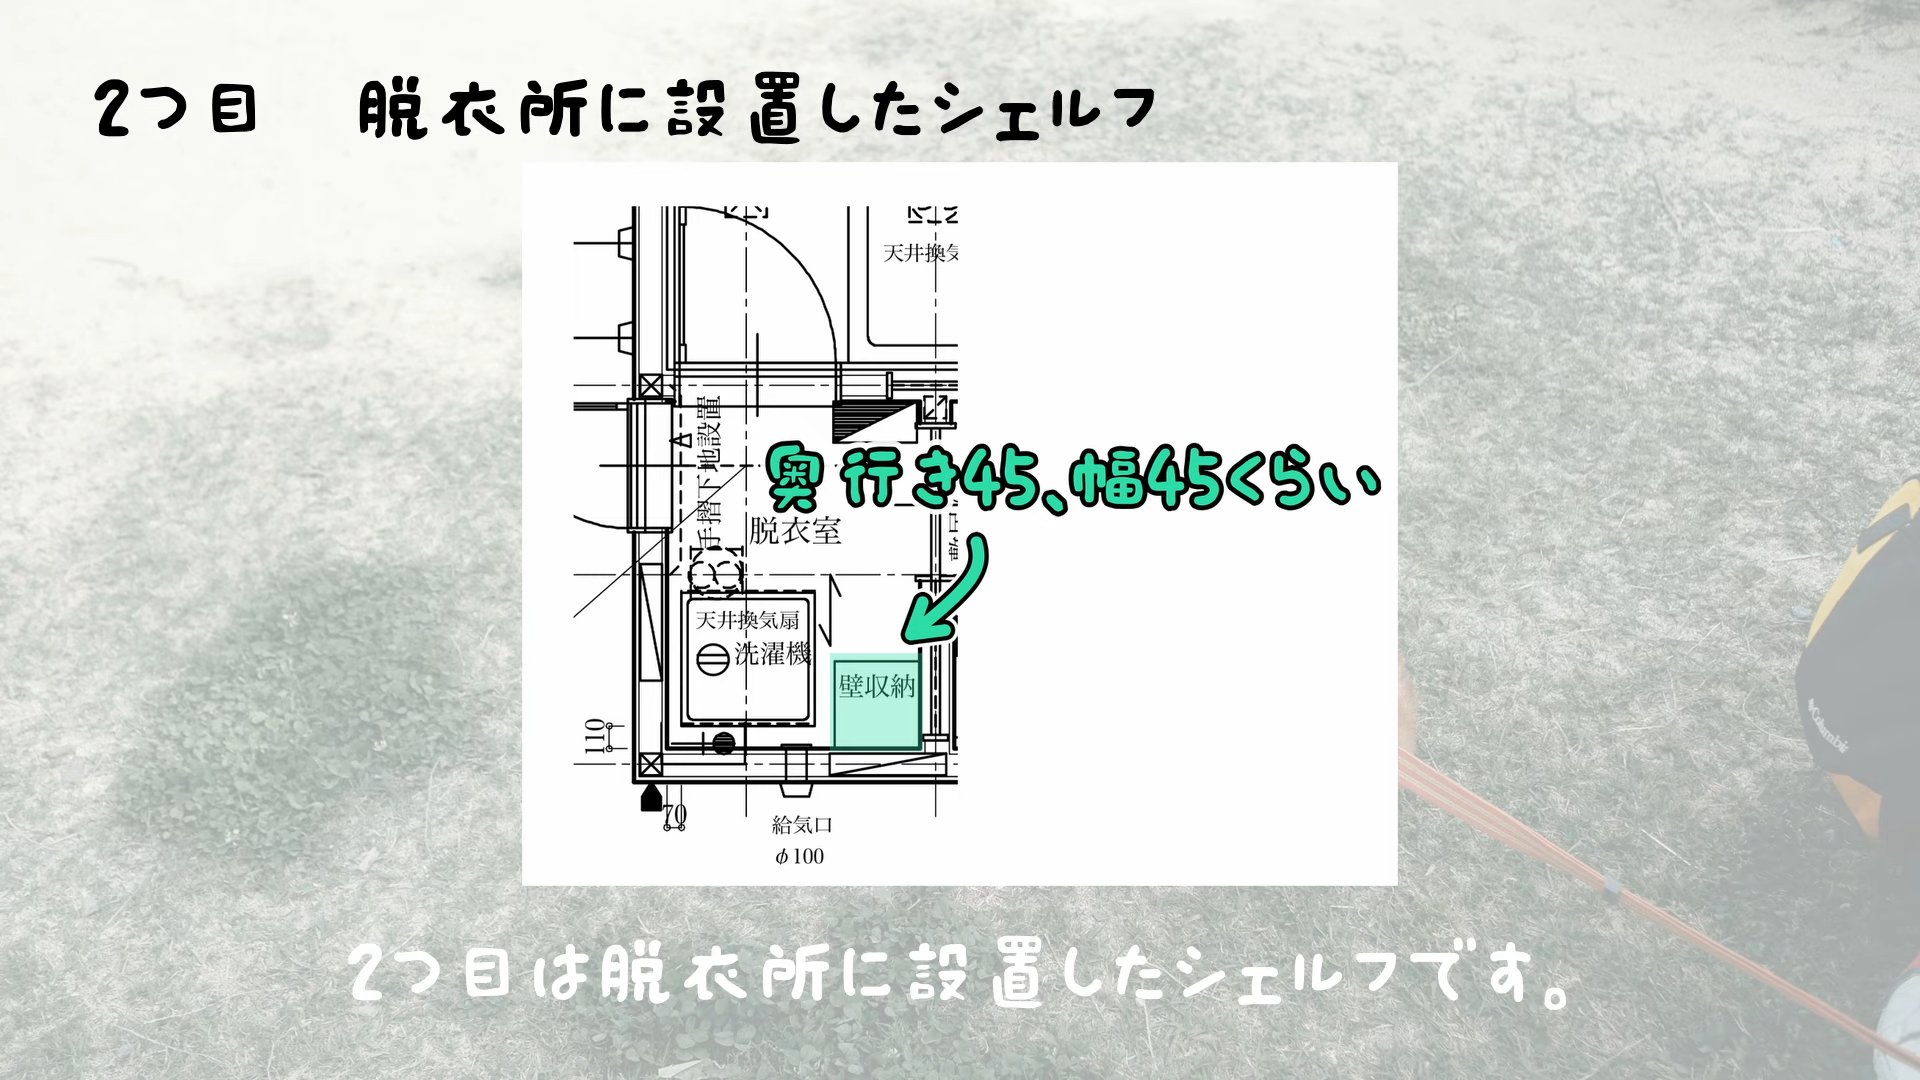 2つ目　脱衣所に設置したシェルフ
天井換気
手摺下地設置
奥行き45、幅45くらい
脱衣室
天井換気扇
洗濯機
壁収納
110
70
給気口
φ100
Columbia
2つ目は脱衣所に設置したシェルフです。